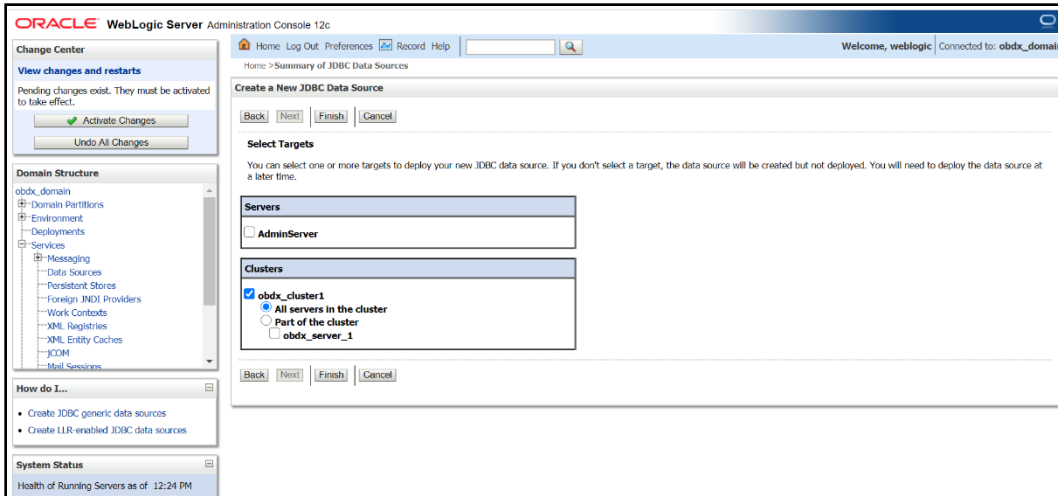 ORACLE WebLogic Server Administration Console 12c
Change Center
View changes and restarts
Pending changes exist. They must be activated
to take effect.
Activate Changes
Undo All Changes
Domain Structure
obdx_domain
Domain Partitions
Environment
Deployments
Services
Messaging
Data Sources
Persistent Stores
Foreign JNDI Providers
Work Contexts
XML Registries
XML Entity Caches
jCOM
Mail Sessions
How do I...
Create JDBC generic data sources
Create LLR-enabled JDBC data sources
System Status
Health of Running Servers as of 12:24 PM
Home Log Out Preferences Record Help
Welcome, weblogic Connected to: obdx_domain
Home >Summary of JDBC Data Sources
Create a New JDBC Data Source
Back Next Finish Cancel
Select Targets
You can select one or more targets to deploy your new JDBC data source. If you don't select a target, the data source will be created but not deployed. You will need to deploy the data source at
a later time.
Servers
AdminServer
Clusters
obdx_cluster1
All servers in the cluster
Part of the cluster
obdx_server_1
Back Next Finish Cancel